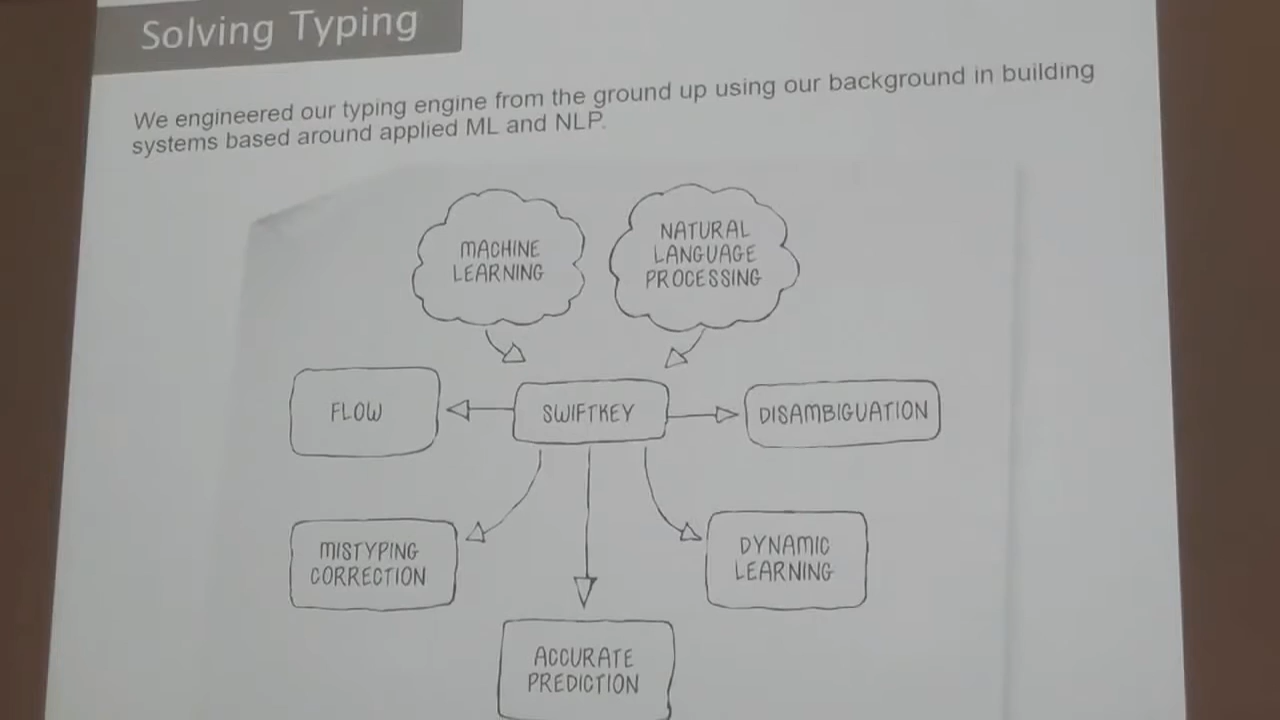 Solving Typing
We engineered our typing engine from the ground up using our background in building
systems based around applied ML and NLP.
MACHINE
LEARNING
NATURAL
LANGUAGE
PROCESSING
FLOW
SWIFTKEY
DISAMBIGUATION
MISTYPING
CORRECTION
DYNAMIC
LEARNING
ACCURATE
PREDICTION